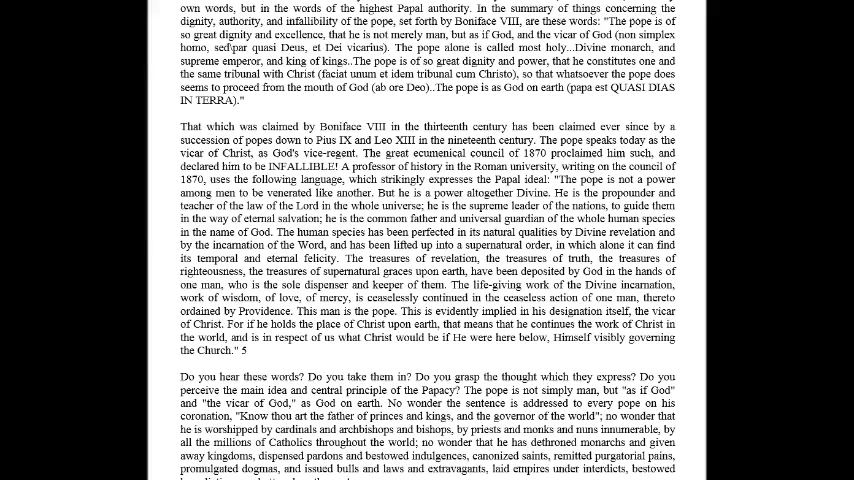 own words, but in the words of the highest Papal authority. In the summary of things concerning the
dignity, authority, and infallibility of the pope, set forth by Boniface VIII, are these words: "The pope is of
so great dignity and excellence, that he is not merely man, but as if God, and the vicar of God (non simplex
homo, sed\par quasi Deus, et Dei vicarius). The pope alone is called most holy...Divine monarch, and
supreme emperor, and king of kings..The pope is of so great dignity and power, that he constitutes one and
the same tribunal with Christ (faciat unum et idem tribunal cum Christo), so that whatsoever the pope does
seems to proceed from the mouth of God (ab ore Deo)..The pope is as God on earth (papa est QUASI DIAS
IN TERRA)."
That which was claimed by Boniface VIII in the thirteenth century has been claimed ever since by a
succession of popes down to Pius IX and Leo XIII in the nineteenth century. The pope speaks today as the
vicar of Christ, as God's vice-regent. The great ecumenical council of 1870 proclaimed him such, and
declared him to be INFALLIBLE! A professor of history in the Roman university, writing on the council of
1870, uses the following language, which strikingly expresses the Papal ideal: "The pope is not a power
among men to be venerated like another. But he is a power altogether Divine. He is the propounder and
teacher of the law of the Lord in the whole universe; he is the supreme leader of the nations, to guide them
in the way of eternal salvation; he is the common father and universal guardian of the whole human species
in the name of God. The human species has been perfected in its natural qualities by Divine revelation and
by the incarnation of the Word, and has been lifted up into a supernatural order, in which alone it can find
its temporal and eternal felicity. The treasures of revelation, the treasures of truth, the treasures of
righteousness, the treasures of supernatural graces upon earth, have been deposited by God in the hands of
one man, who is the sole dispenser and keeper of them. The life-giving work of the Divine incarnation,
work of wisdom, of love, of mercy, is ceaselessly continued in the ceaseless action of one man, thereto
ordained by Providence. This man is the pope. This is evidently implied in his designation itself, the vicar
of Christ. For if he holds the place of Christ upon earth, that means that he continues the work of Christ in
the world, and is in respect of us what Christ would be if He were here below, Himself visibly governing
the Church." 5
Do you hear these words? Do you take them in? Do you grasp the thought which they express? Do you
perceive the main idea and central principle of the Papacy? The pope is not simply man, but "as if God"
and "the vicar of God," as God on earth. No wonder the sentence is addressed to every pope on his
coronation, "Know thou art the father of princes and kings, and the governor of the world"; no wonder that
he is worshipped by cardinals and archbishops and bishops, by priests and monks and nuns innumerable, by
all the millions of Catholics throughout the world; no wonder that he has dethroned monarchs and given
away kingdoms, dispensed pardons and bestowed indulgences, canonized saints, remitted purgatorial pains,
promulgated dogmas, and issued bulls and laws and extravagants, laid empires under interdicts, bestowed